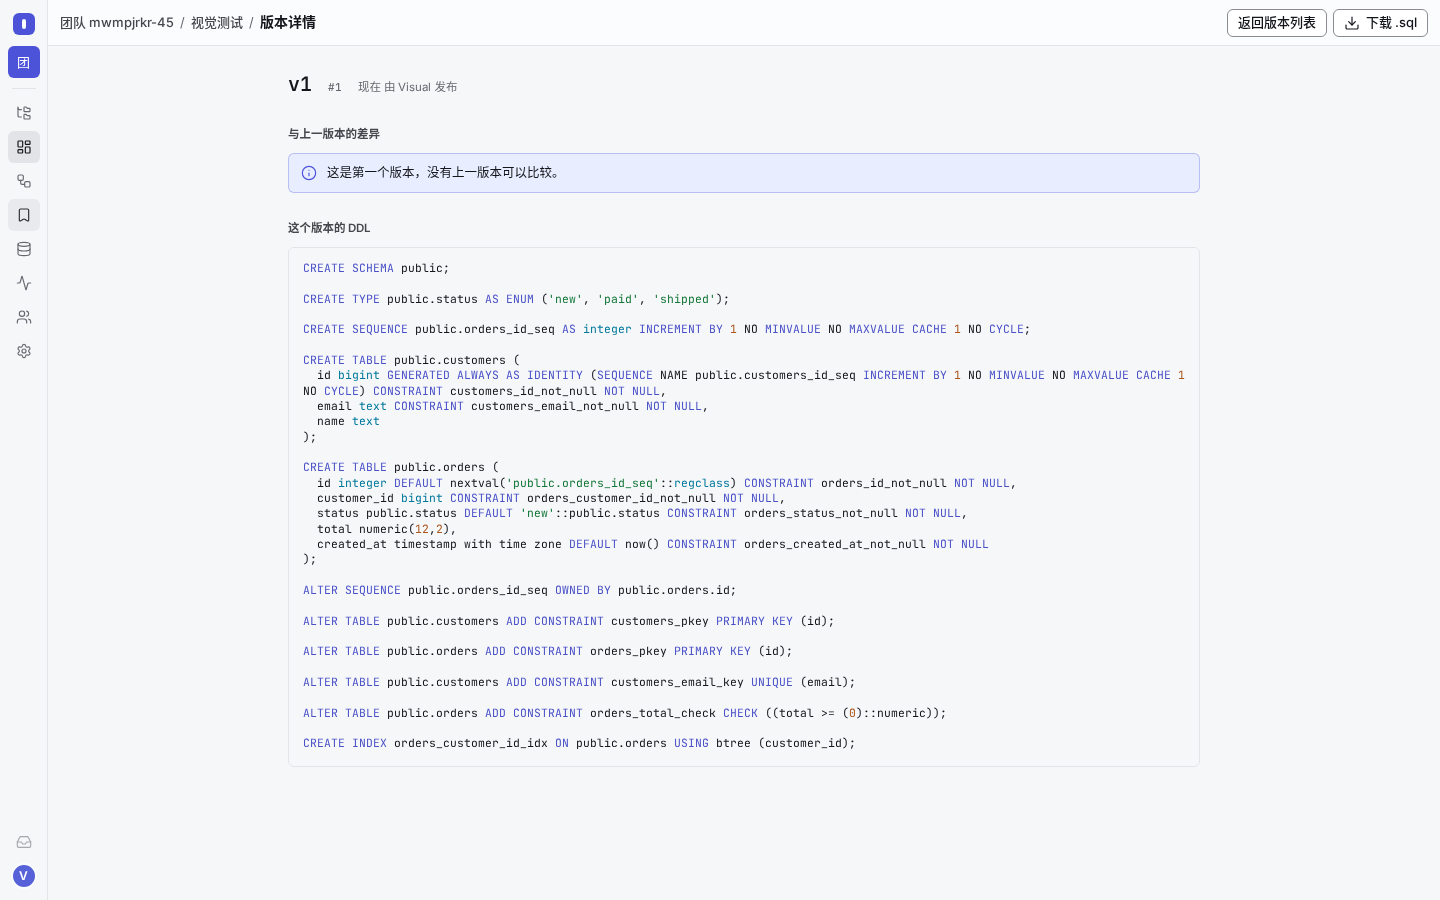 团队 mwmpjrkr-45 / 视觉测试 / 版本详情
返回版本列表
下载 .sql
团
v1 #1 现在 由 Visual 发布
与上一版本的差异
这是第一个版本，没有上一版本可以比较。
这个版本的 DDL
CREATE SCHEMA public;
CREATE TYPE public.status AS ENUM ('new', 'paid', 'shipped');
CREATE SEQUENCE public.orders_id_seq AS integer INCREMENT BY 1 NO MINVALUE NO MAXVALUE CACHE 1 NO CYCLE;
CREATE TABLE public.customers (
  id bigint GENERATED ALWAYS AS IDENTITY (SEQUENCE NAME public.customers_id_seq INCREMENT BY 1 NO MINVALUE NO MAXVALUE CACHE 1
NO CYCLE) CONSTRAINT customers_id_not_null NOT NULL,
  email text CONSTRAINT customers_email_not_null NOT NULL,
  name text
);
CREATE TABLE public.orders (
  id integer DEFAULT nextval('public.orders_id_seq'::regclass) CONSTRAINT orders_id_not_null NOT NULL,
  customer_id bigint CONSTRAINT orders_customer_id_not_null NOT NULL,
  status public.status DEFAULT 'new'::public.status CONSTRAINT orders_status_not_null NOT NULL,
  total numeric(12,2),
  created_at timestamp with time zone DEFAULT now() CONSTRAINT orders_created_at_not_null NOT NULL
);
ALTER SEQUENCE public.orders_id_seq OWNED BY public.orders.id;
ALTER TABLE public.customers ADD CONSTRAINT customers_pkey PRIMARY KEY (id);
ALTER TABLE public.orders ADD CONSTRAINT orders_pkey PRIMARY KEY (id);
ALTER TABLE public.customers ADD CONSTRAINT customers_email_key UNIQUE (email);
ALTER TABLE public.orders ADD CONSTRAINT orders_total_check CHECK ((total >= (0)::numeric));
CREATE INDEX orders_customer_id_idx ON public.orders USING btree (customer_id);
V